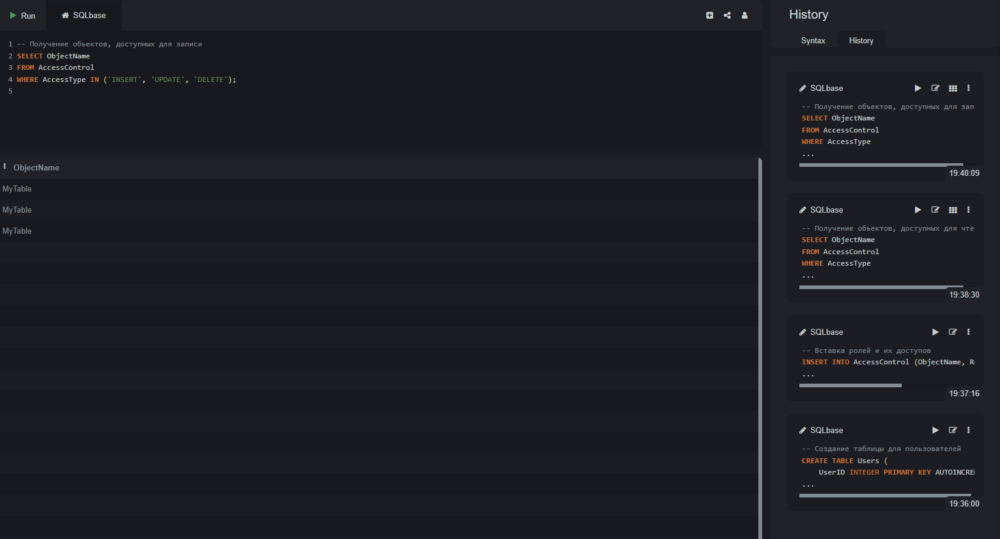 Run
SQLbase
1 -- Получение объектов, доступных для записи
2 SELECT ObjectName
3 FROM AccessControl
4 WHERE AccessType IN ('INSERT', 'UPDATE', 'DELETE');
5
ObjectName
MyTable
MyTable
MyTable
History
Syntax
History
SQLbase
-- Получение объектов, доступных для зап
SELECT ObjectName
FROM AccessControl
WHERE AccessType
...
19:40:09
SQLbase
-- Получение объектов, доступных для чте
SELECT ObjectName
FROM AccessControl
WHERE AccessType
...
19:38:30
SQLbase
-- Вставка ролей и их доступов
INSERT INTO AccessControl (ObjectName, R
...
19:37:16
SQLbase
-- Создание таблицы для пользователей
CREATE TABLE Users (
UserID INTEGER PRIMARY KEY AUTOINCRE
...
19:36:00